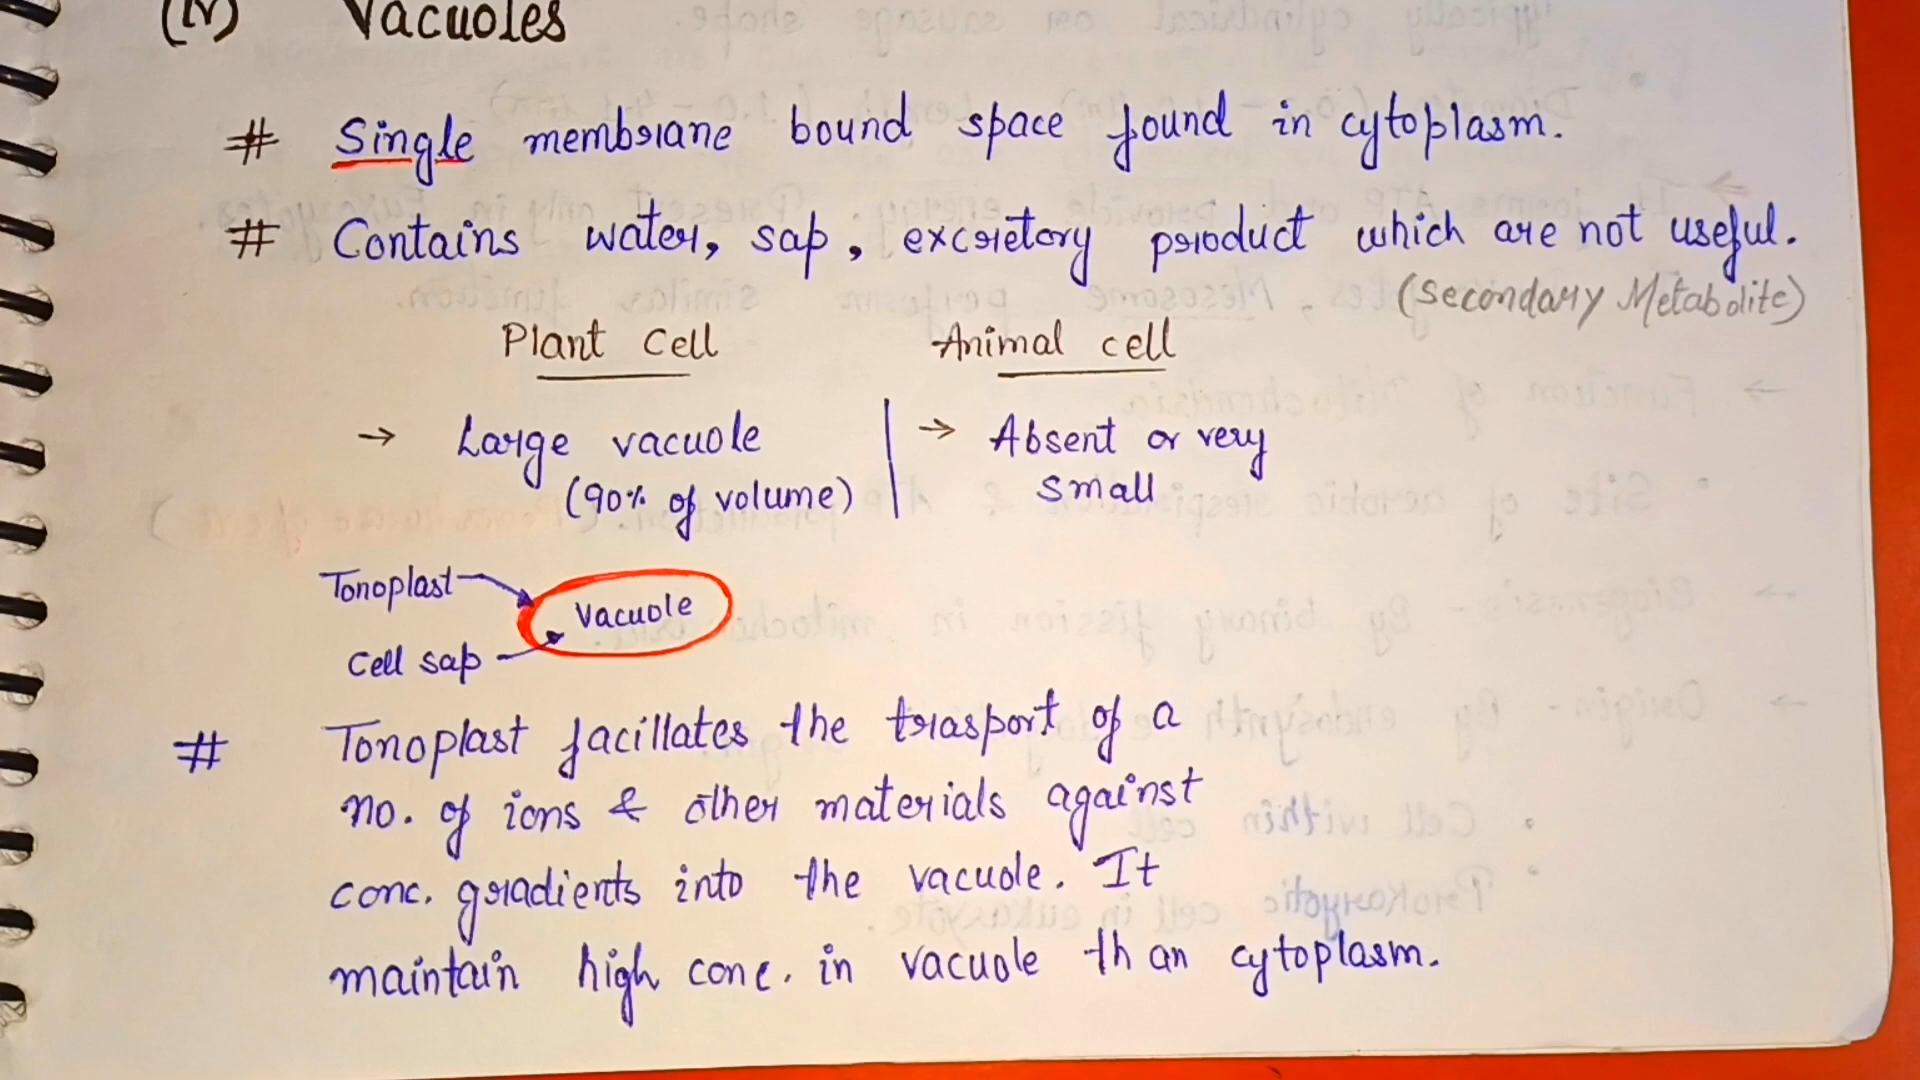 (iv) Vacuoles
# Single membrane bound space found in cytoplasm.
# Contains water, sap, excretory product which are not useful.
(Secondary Metabolite)
Plant Cell Animal cell
→ Large vacuole → Absent or very
(90% of volume) small
Tonoplast
Vacuole
Cell sap
# Tonoplast facillates the trasport of a
no. of ions & other materials against
conc. gradients into the vacuole. It
maintain high conc. in vacuole than cytoplasm.